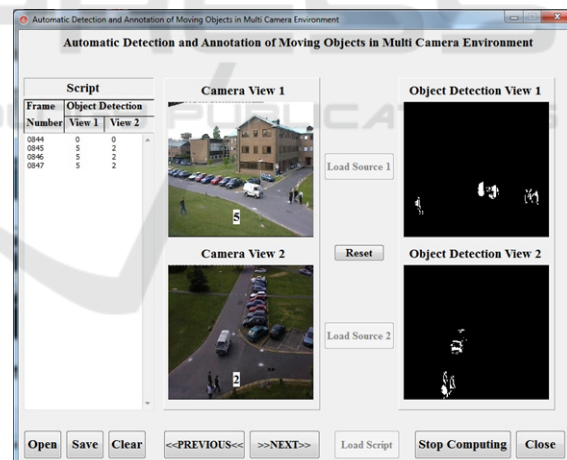 Automatic Detection and Annotation of Moving Objects in Multi Camera Environment
Automatic Detection and Annotation of Moving Objects in Multi Camera Environment
Script
Frame Number
Object Detection
View 1 View 2
0844 0 0
0845 5 2
0846 5 2
0847 5 2
Camera View 1
5
Camera View 2
2
Load Source 1
Reset
Load Source 2
Object Detection View 1
Object Detection View 2
Open Save Clear <<PREVIOUS<< >>NEXT>> Load Script Stop Computing Close